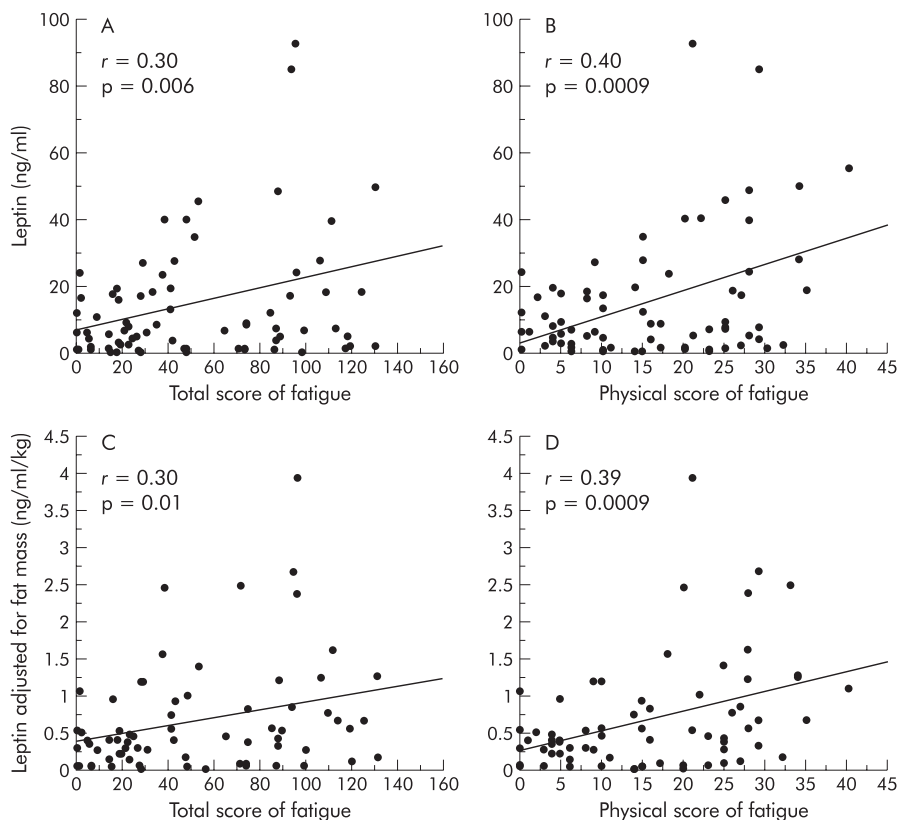 A
r = 0.30
p = 0.006
Leptin (ng/ml)
100
80
60
40
20
0
0 20 40 60 80 100 120 140 160
Total score of fatigue
B
r = 0.40
p = 0.0009
100
80
60
40
20
0
0 5 10 15 20 25 30 35 40 45
Physical score of fatigue
C
r = 0.30
p = 0.01
Leptin adjusted for fat mass (ng/ml/kg)
4.5
4
3.5
3
2.5
2
1.5
1
0.5
0
0 20 40 60 80 100 120 140 160
Total score of fatigue
D
r = 0.39
p = 0.0009
4.5
4
3.5
3
2.5
2
1.5
1
0.5
0
0 5 10 15 20 25 30 35 40 45
Physical score of fatigue